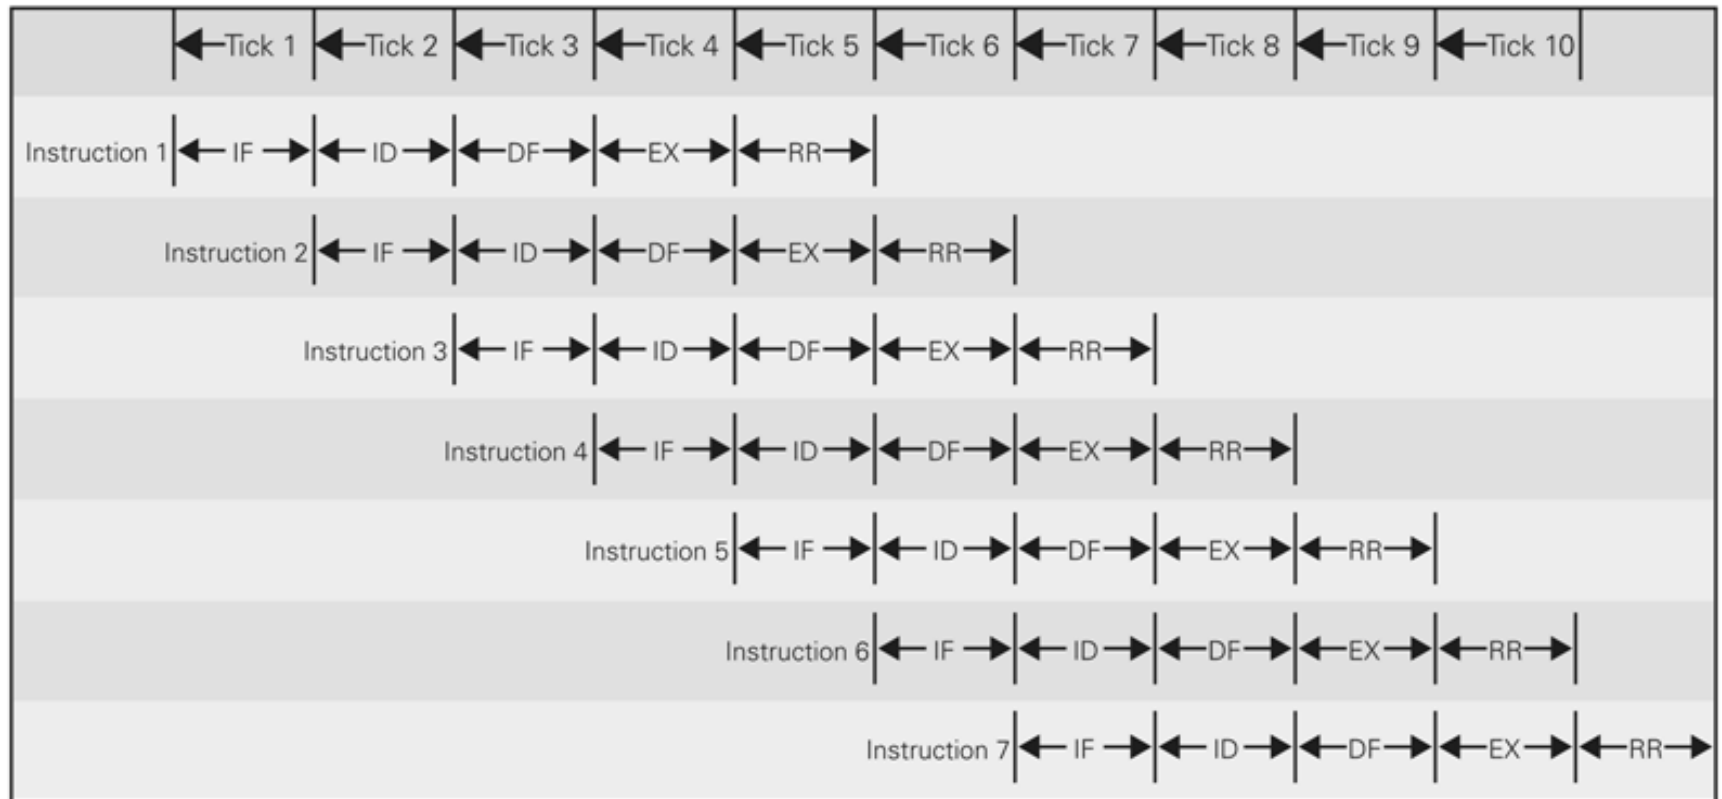 Tick 1 Tick 2 Tick 3 Tick 4 Tick 5 Tick 6 Tick 7 Tick 8 Tick 9 Tick 10
Instruction 1 IF ID DF EX RR
Instruction 2 IF ID DF EX RR
Instruction 3 IF ID DF EX RR
Instruction 4 IF ID DF EX RR
Instruction 5 IF ID DF EX RR
Instruction 6 IF ID DF EX RR
Instruction 7 IF ID DF EX RR